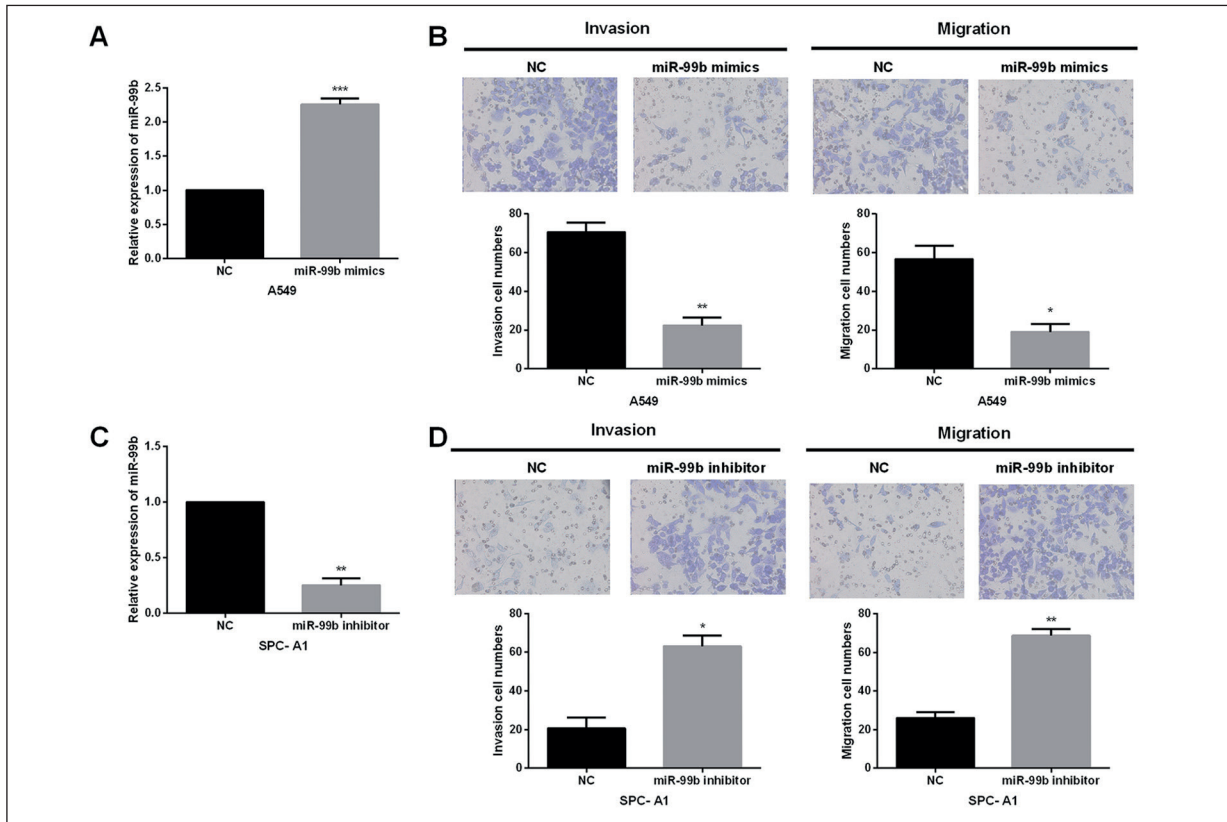 A
Relative expression of miR-99b
2.5
2.0
1.5
1.0
0.5
0.0
***
NC
miR-99b mimics
A549
B
Invasion
NC
miR-99b mimics
Invasion cell numbers
80
60
40
20
0
**
NC
miR-99b mimics
A549
Migration
NC
miR-99b mimics
Migration cell numbers
80
60
40
20
0
*
NC
miR-99b mimics
A549
C
Relative expression of miR-99b
1.5
1.0
0.5
0.0
**
NC
miR-99b inhibitor
SPC- A1
D
Invasion
NC
miR-99b inhibitor
Invasion cell numbers
80
60
40
20
0
*
NC
miR-99b inhibitor
SPC- A1
Migration
NC
miR-99b inhibitor
Migration cell numbers
80
60
40
20
0
**
NC
miR-99b inhibitor
SPC- A1